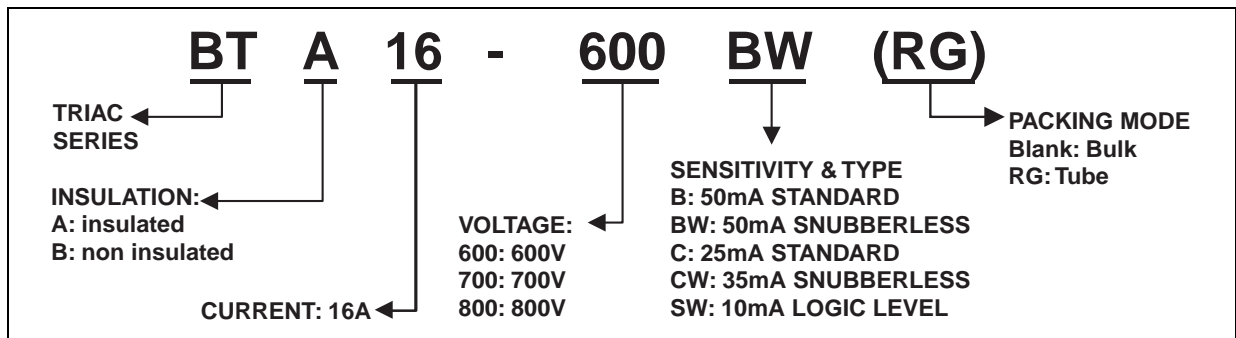 BT A 16 - 600 BW (RG)
TRIAC
SERIES
INSULATION:
A: insulated
B: non insulated
CURRENT: 16A
VOLTAGE:
600: 600V
700: 700V
800: 800V
SENSITIVITY & TYPE
B: 50mA STANDARD
BW: 50mA SNUBBERLESS
C: 25mA STANDARD
CW: 35mA SNUBBERLESS
SW: 10mA LOGIC LEVEL
PACKING MODE
Blank: Bulk
RG: Tube